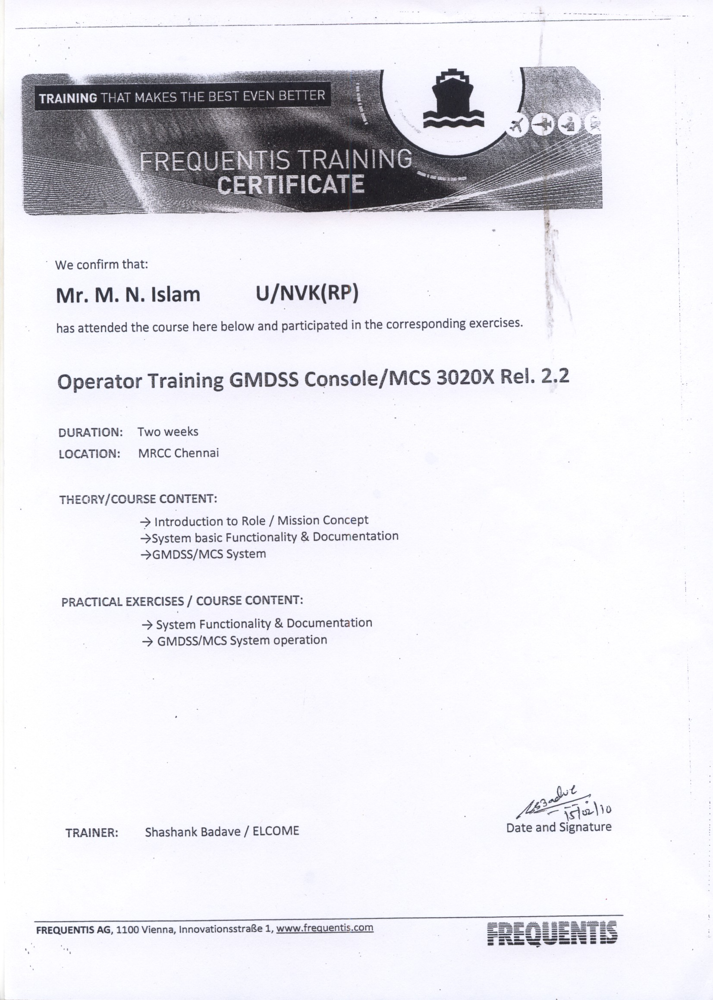 TRAINING THAT MAKES THE BEST EVEN BETTER
FREQUENTIS TRAINING
CERTIFICATE
We confirm that:
Mr. M. N. Islam U/NVK(RP)
has attended the course here below and participated in the corresponding exercises.
Operator Training GMDSS Console/MCS 3020X Rel. 2.2
DURATION: Two weeks
LOCATION: MRCC Chennai
THEORY/COURSE CONTENT:
→ Introduction to Role / Mission Concept
→System basic Functionality & Documentation
→GMDSS/MCS System
PRACTICAL EXERCISES / COURSE CONTENT:
→ System Functionality & Documentation
→ GMDSS/MCS System operation
15/02/10
Date and Signature
TRAINER: Shashank Badave / ELCOME
FREQUENTIS AG, 1100 Vienna, Innovationsstraße 1, www.frequentis.com
FREQUENTIS